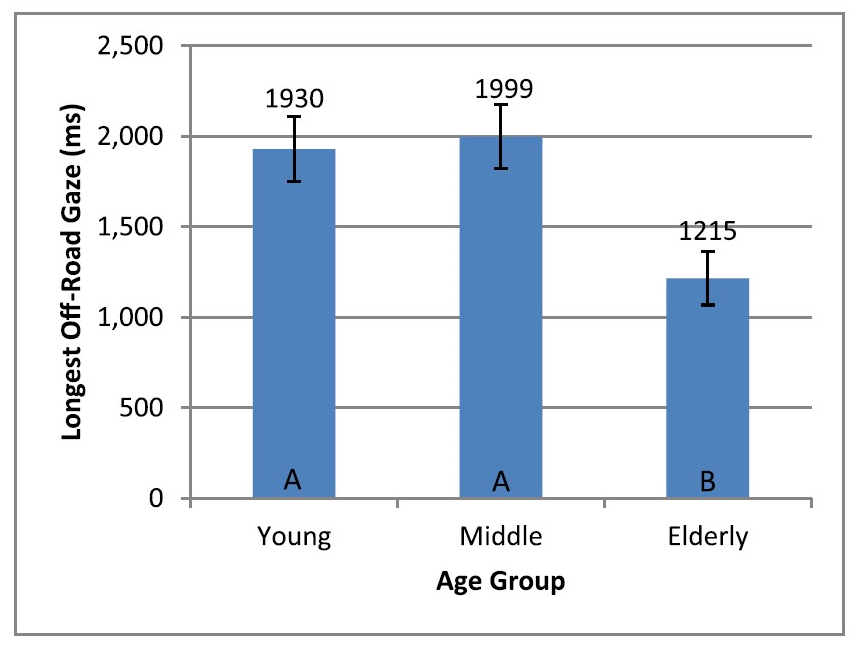 2,500
2,000
1,500
1,000
500
0
Longest Off-Road Gaze (ms)
1930
1999
1215
A
A
B
Young
Middle
Elderly
Age Group